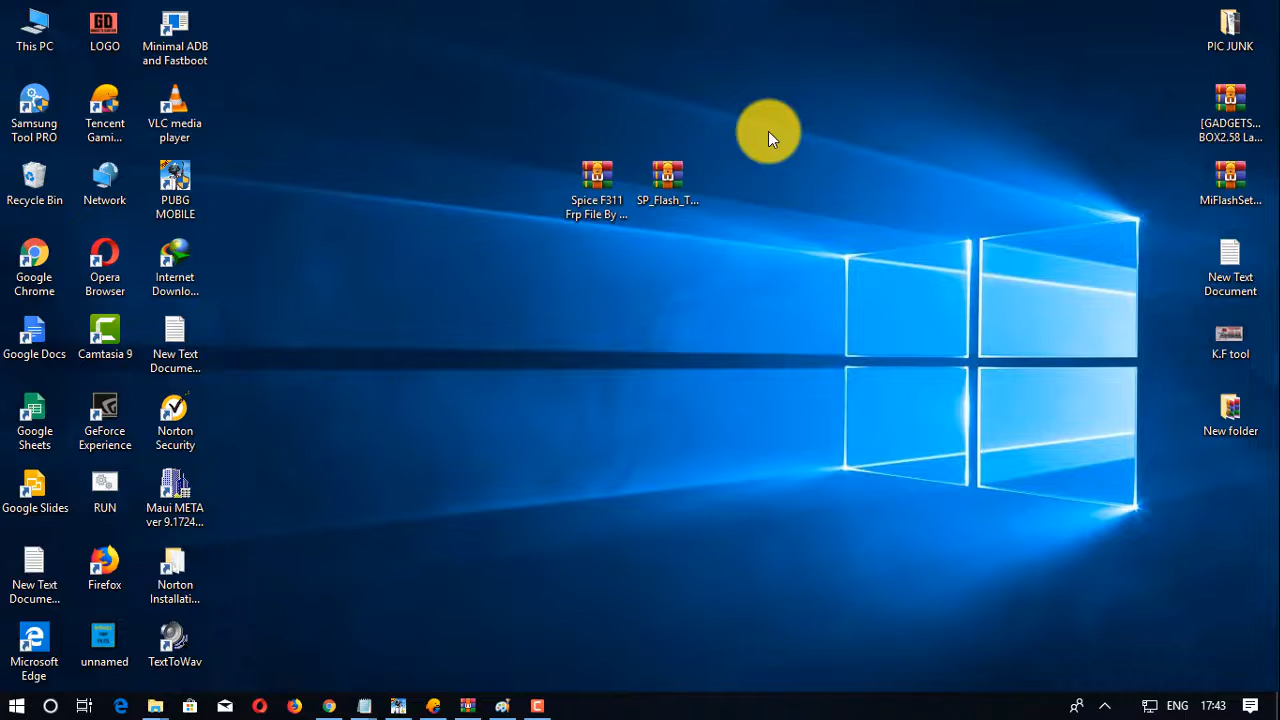 This PC
LOGO
GD
Minimal ADB
and Fastboot
PIC JUNK
Samsung
Tool PRO
Tencent
Gami...
VLC media
player
[GADGETS...
BOX2.58 La...
Recycle Bin
Network
PUBG
MOBILE
Spice F311
Frp File By ...
SP_Flash_T...
MiFlashSet...
Google
Chrome
Opera
Browser
Internet
Downlo...
New Text
Document
Google Docs
Camtasia 9
New Text
Docume...
K.F tool
Google
Sheets
GeForce
Experience
Norton
Security
New folder
Google Slides
RUN
Maui META
ver 9.1724...
New Text
Docume...
Firefox
Norton
Installati...
Microsoft
Edge
unnamed
TextToWav
ENG
17:43